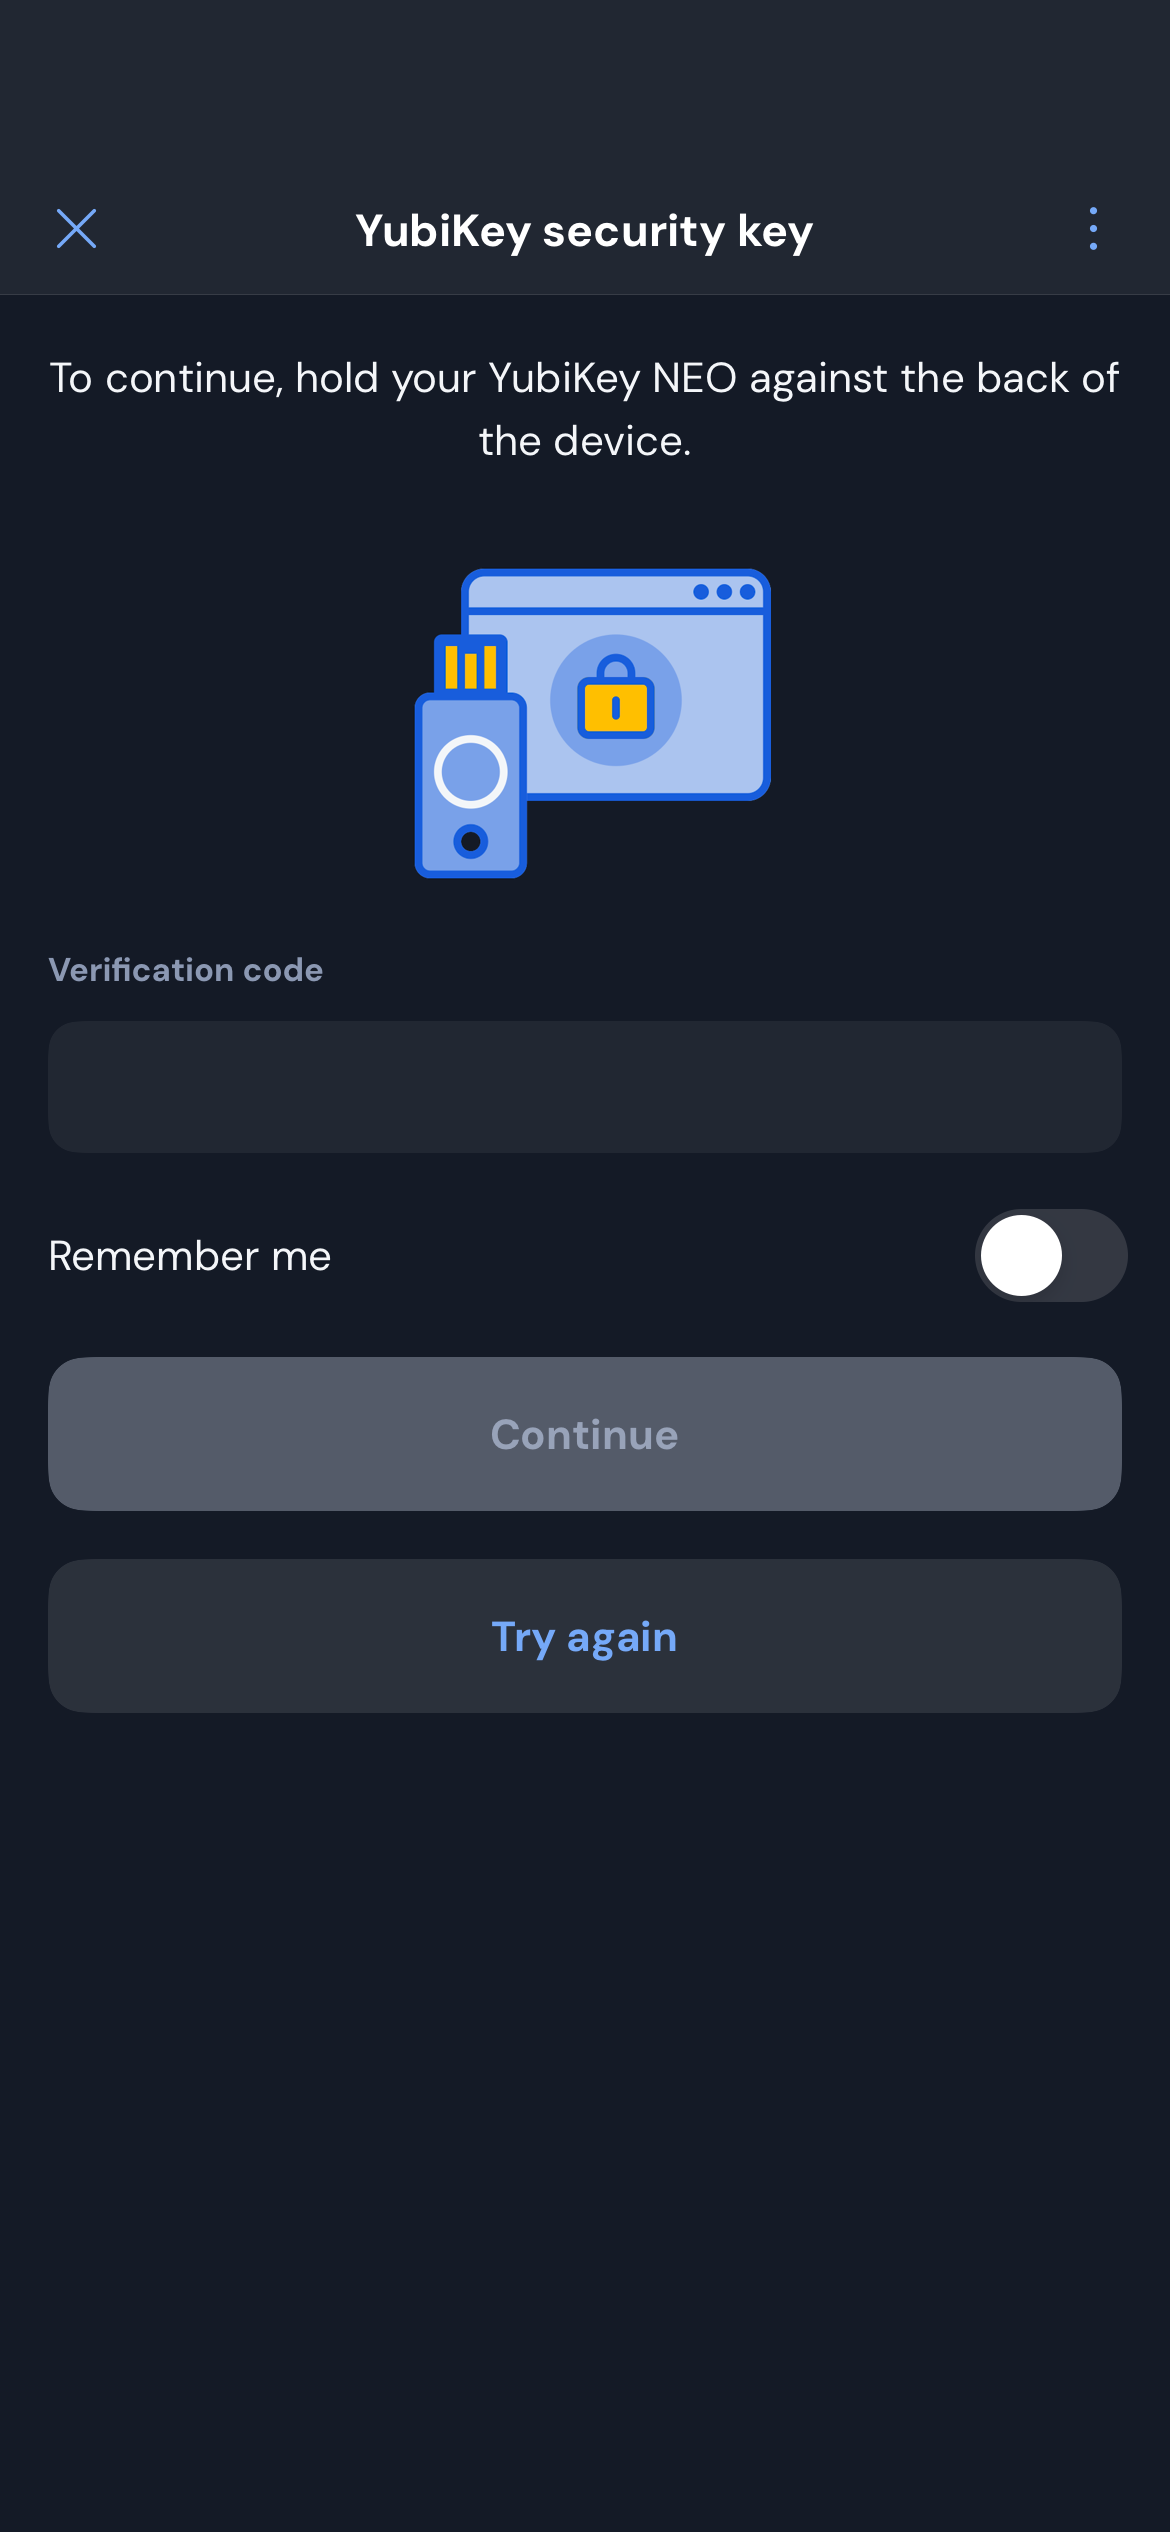 YubiKey security key
To continue, hold your YubiKey NEO against the back of
the device.
Verification code
Remember me
Continue
Try again